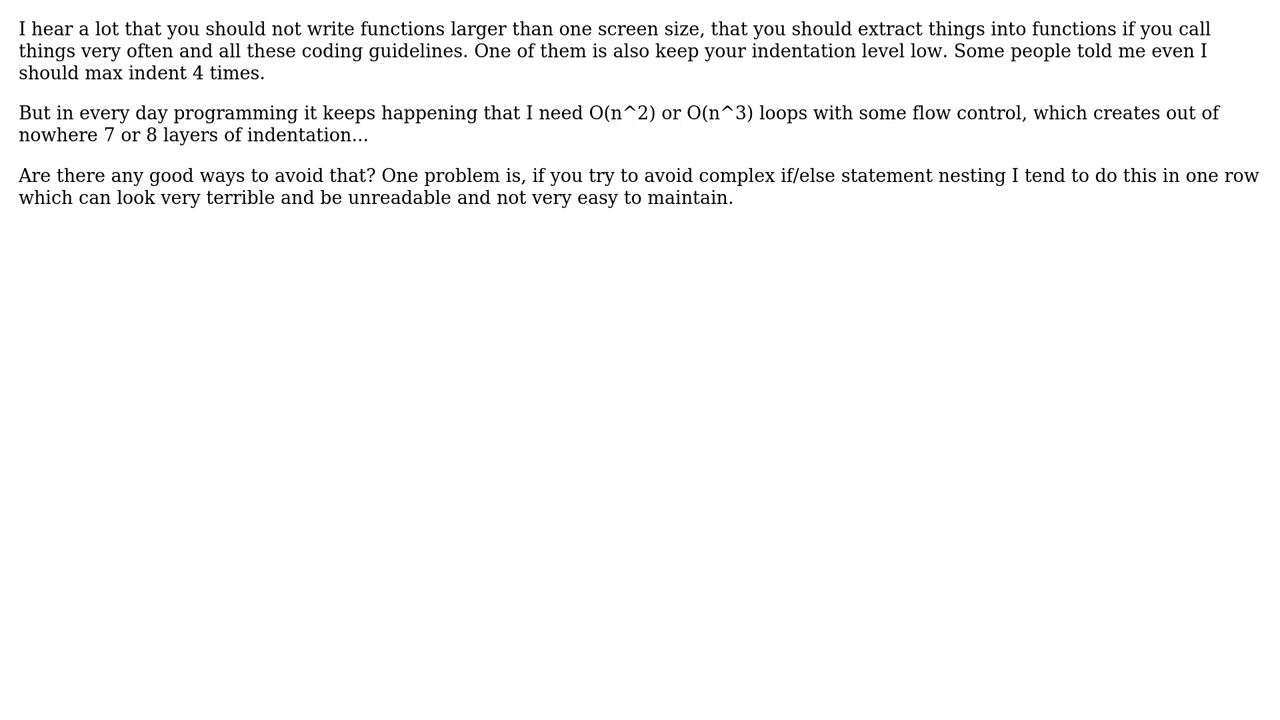 I hear a lot that you should not write functions larger than one screen size, that you should extract things into functions if you call
things very often and all these coding guidelines. One of them is also keep your indentation level low. Some people told me even I
should max indent 4 times.
But in every day programming it keeps happening that I need O(n^2) or O(n^3) loops with some flow control, which creates out of
nowhere 7 or 8 layers of indentation...
Are there any good ways to avoid that? One problem is, if you try to avoid complex if/else statement nesting I tend to do this in one row
which can look very terrible and be unreadable and not very easy to maintain.